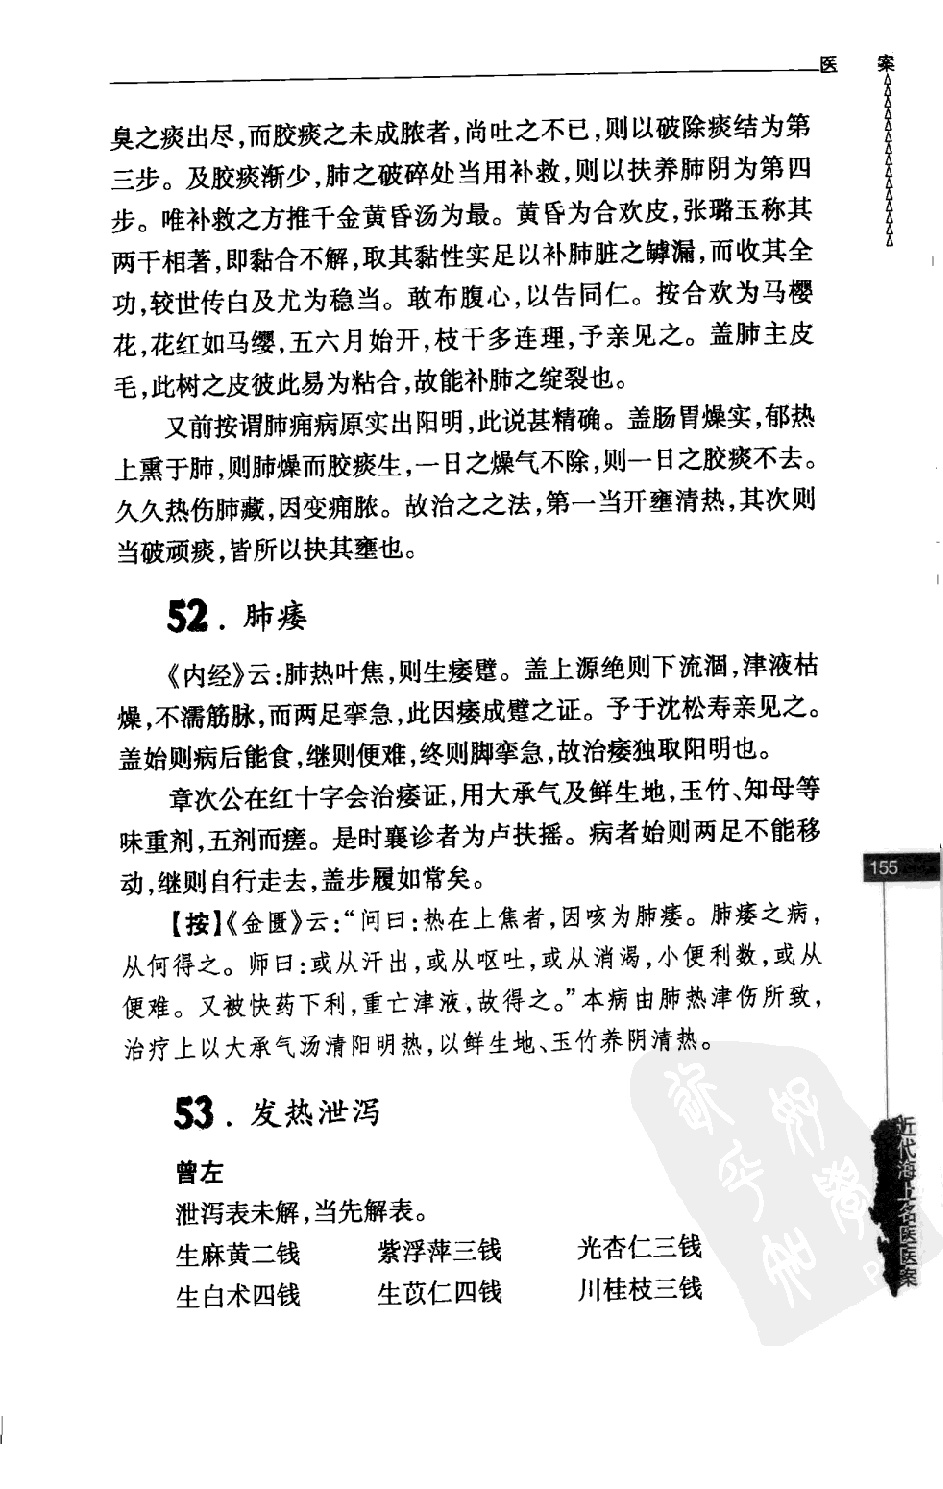 医 案
臭之痰出尽,而胶痰之未成脓者,尚吐之不已,则以破除痰结为第
三步。及胶痰渐少,肺之破碎处当用补救,则以扶养肺阴为第四
步。唯补救之方推千金黄昏汤为最。黄昏为合欢皮,张璐玉称其
两干相著,即黏合不解,取其黏性实足以补肺脏之罅漏,而收其全
功,较世传白及尤为稳当。敢布腹心,以告同仁。按合欢为马樱
花,花红如马缨,五六月始开,枝干多连理,予亲见之。盖肺主皮
毛,此树之皮彼此易为粘合,故能补肺之绽裂也。
又前按谓肺痈病原实出阳明,此说甚精确。盖肠胃燥实,郁热
上熏于肺,则肺燥而胶痰生,一日之燥气不除,则一日之胶痰不去。
久久热伤肺藏,因变痈脓。故治之之法,第一当开壅清热,其次则
当破顽痰,皆所以抉其壅也。
52.肺痿
《内经》云:肺热叶焦,则生痿躄。盖上源绝则下流涸,津液枯
燥,不濡筋脉,而两足挛急,此因痿成躄之证。予于沈松寿亲见之。
盖始则病后能食,继则便难,终则脚挛急,故治痿独取阳明也。
章次公在红十字会治痿证,用大承气及鲜生地,玉竹、知母等
味重剂,五剂而瘥。是时襄诊者为卢扶摇。病者始则两足不能移
动,继则自行走去,盖步履如常矣。
【按】《金匮》云:“问曰:热在上焦者,因咳为肺痿。肺痿之病,
从何得之。师曰:或从汗出,或从呕吐,或从消渴,小便利数,或从
便难。又被快药下利,重亡津液,故得之。”本病由肺热津伤所致,
治疗上以大承气汤清阳明热,以鲜生地、玉竹养阴清热。
53.发热泄泻
曾左
泄泻表未解,当先解表。
生麻黄二钱 紫浮萍三钱 光杏仁三钱
生白术四钱 生苡仁四钱 川桂枝三钱
155
近代海上名医医案